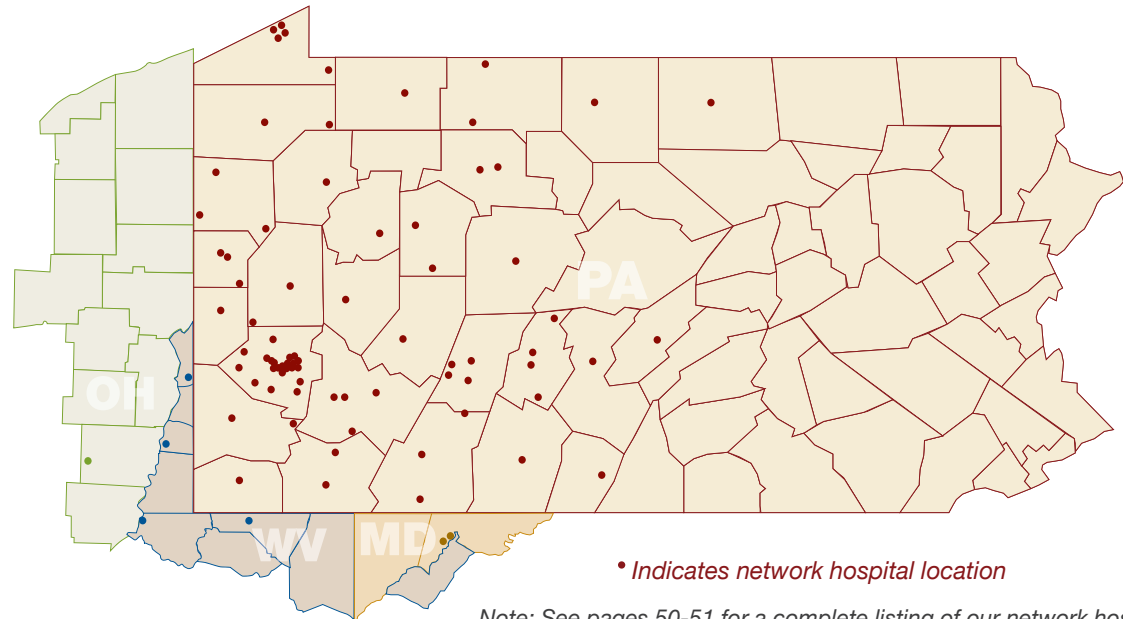 PA
OH
WV
MD
• Indicates network hospital location
Note: See pages 50-51 for a complete listing of our network